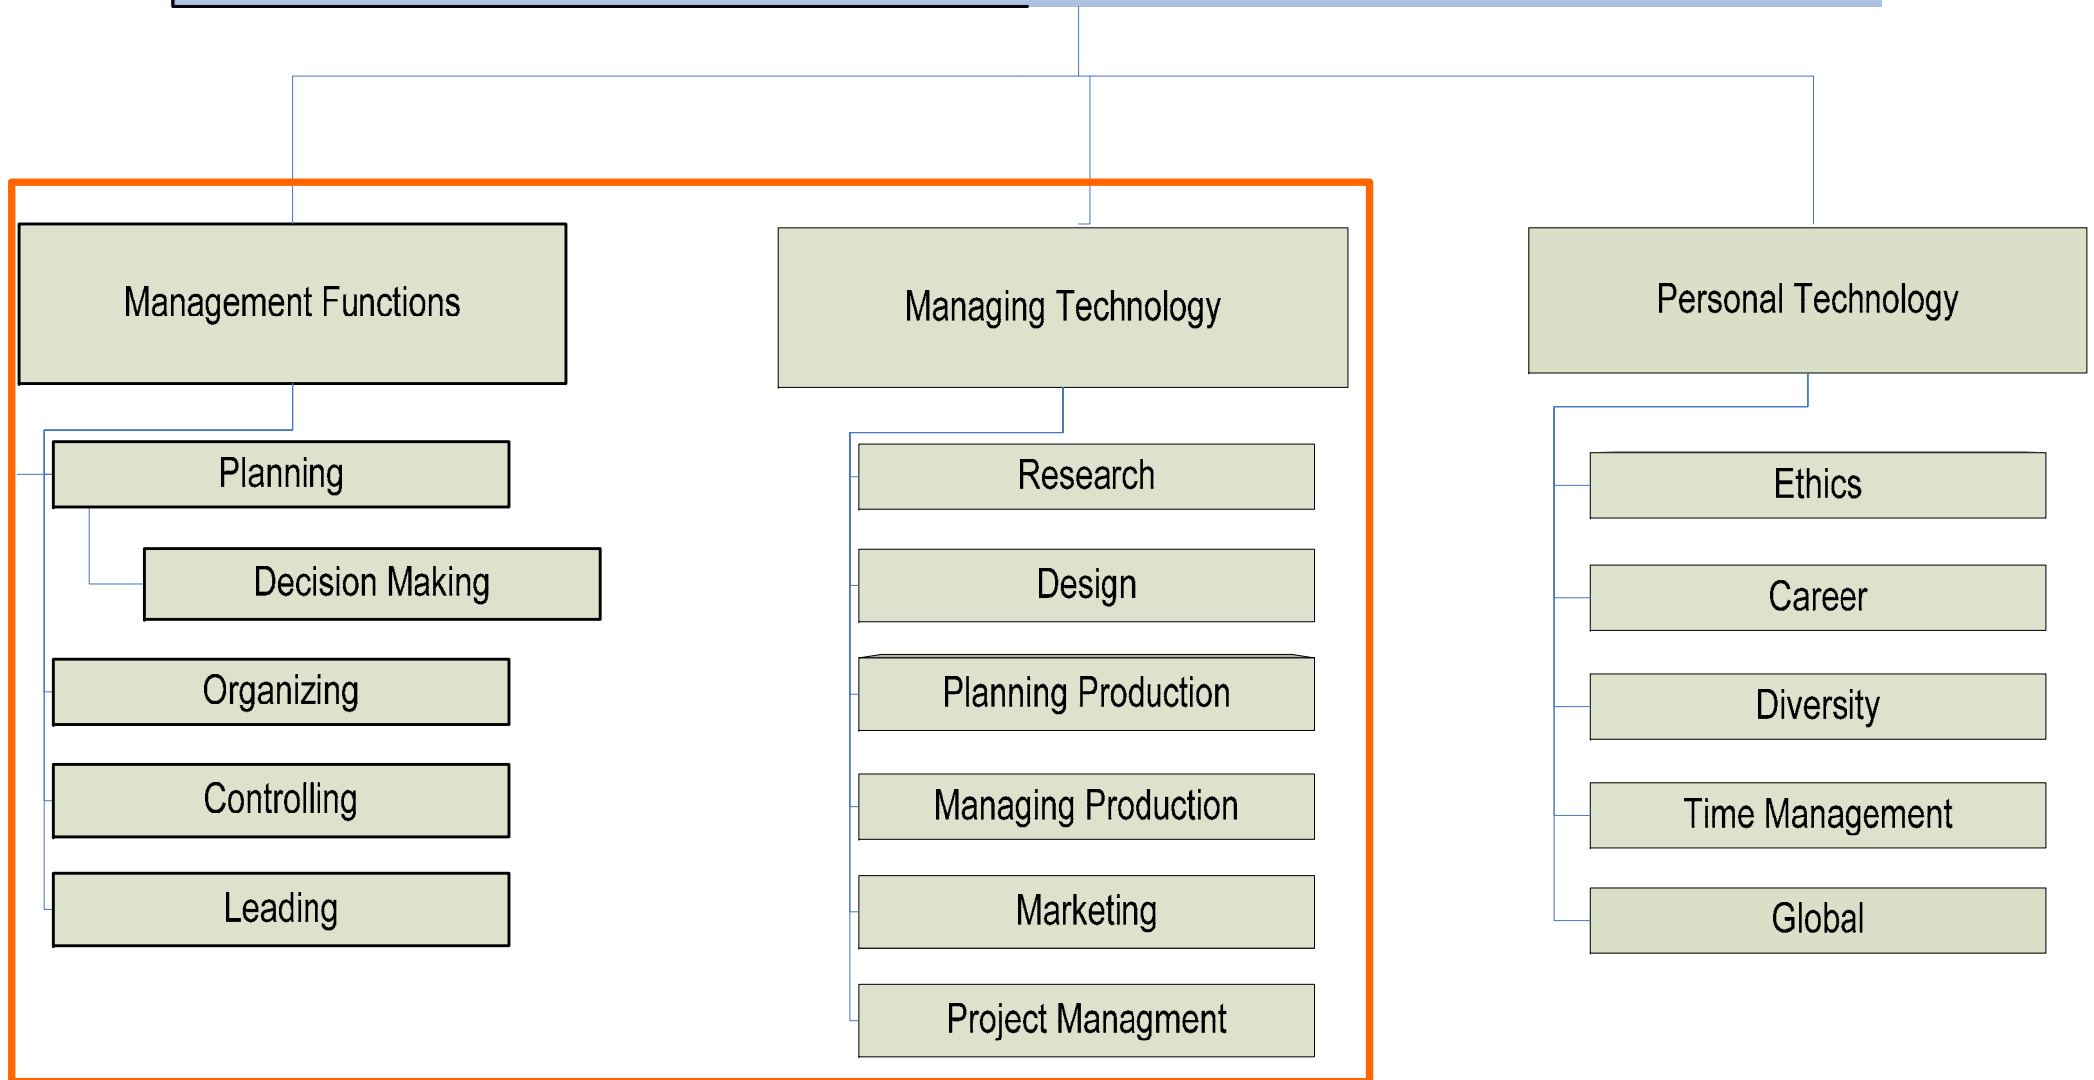 Management Functions
Planning
Decision Making
Organizing
Controlling
Leading
Managing Technology
Research
Design
Planning Production
Managing Production
Marketing
Project Managment
Personal Technology
Ethics
Career
Diversity
Time Management
Global